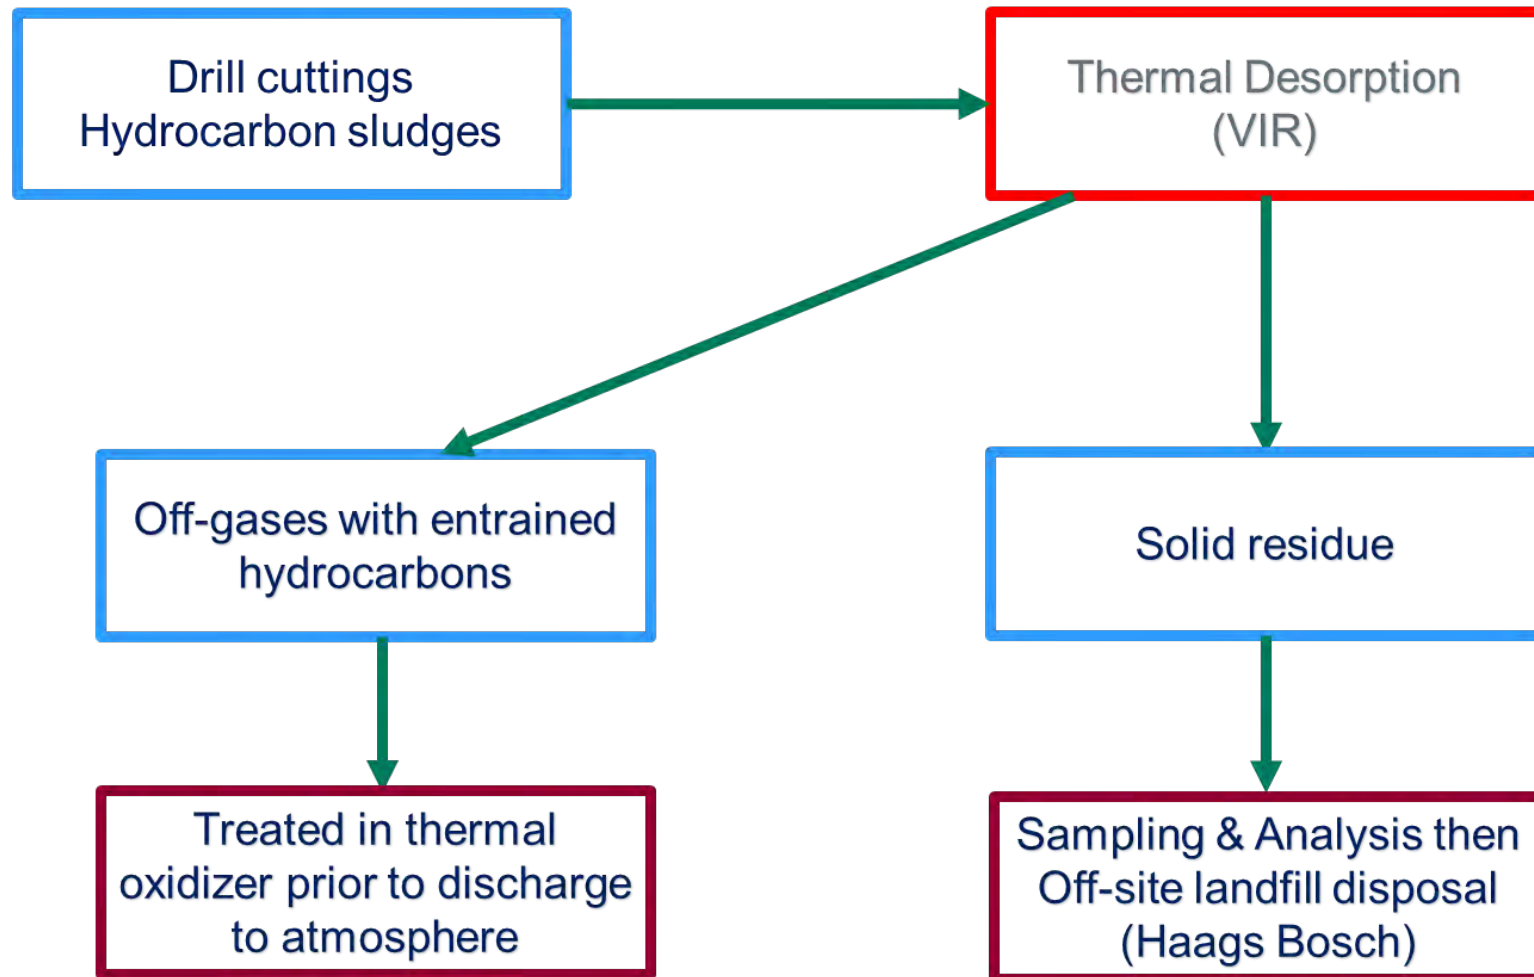 Drill cuttings
Hydrocarbon sludges
Thermal Desorption
(VIR)
Off-gases with entrained
hydrocarbons
Solid residue
Treated in thermal
oxidizer prior to discharge
to atmosphere
Sampling & Analysis then
Off-site landfill disposal
(Haags Bosch)